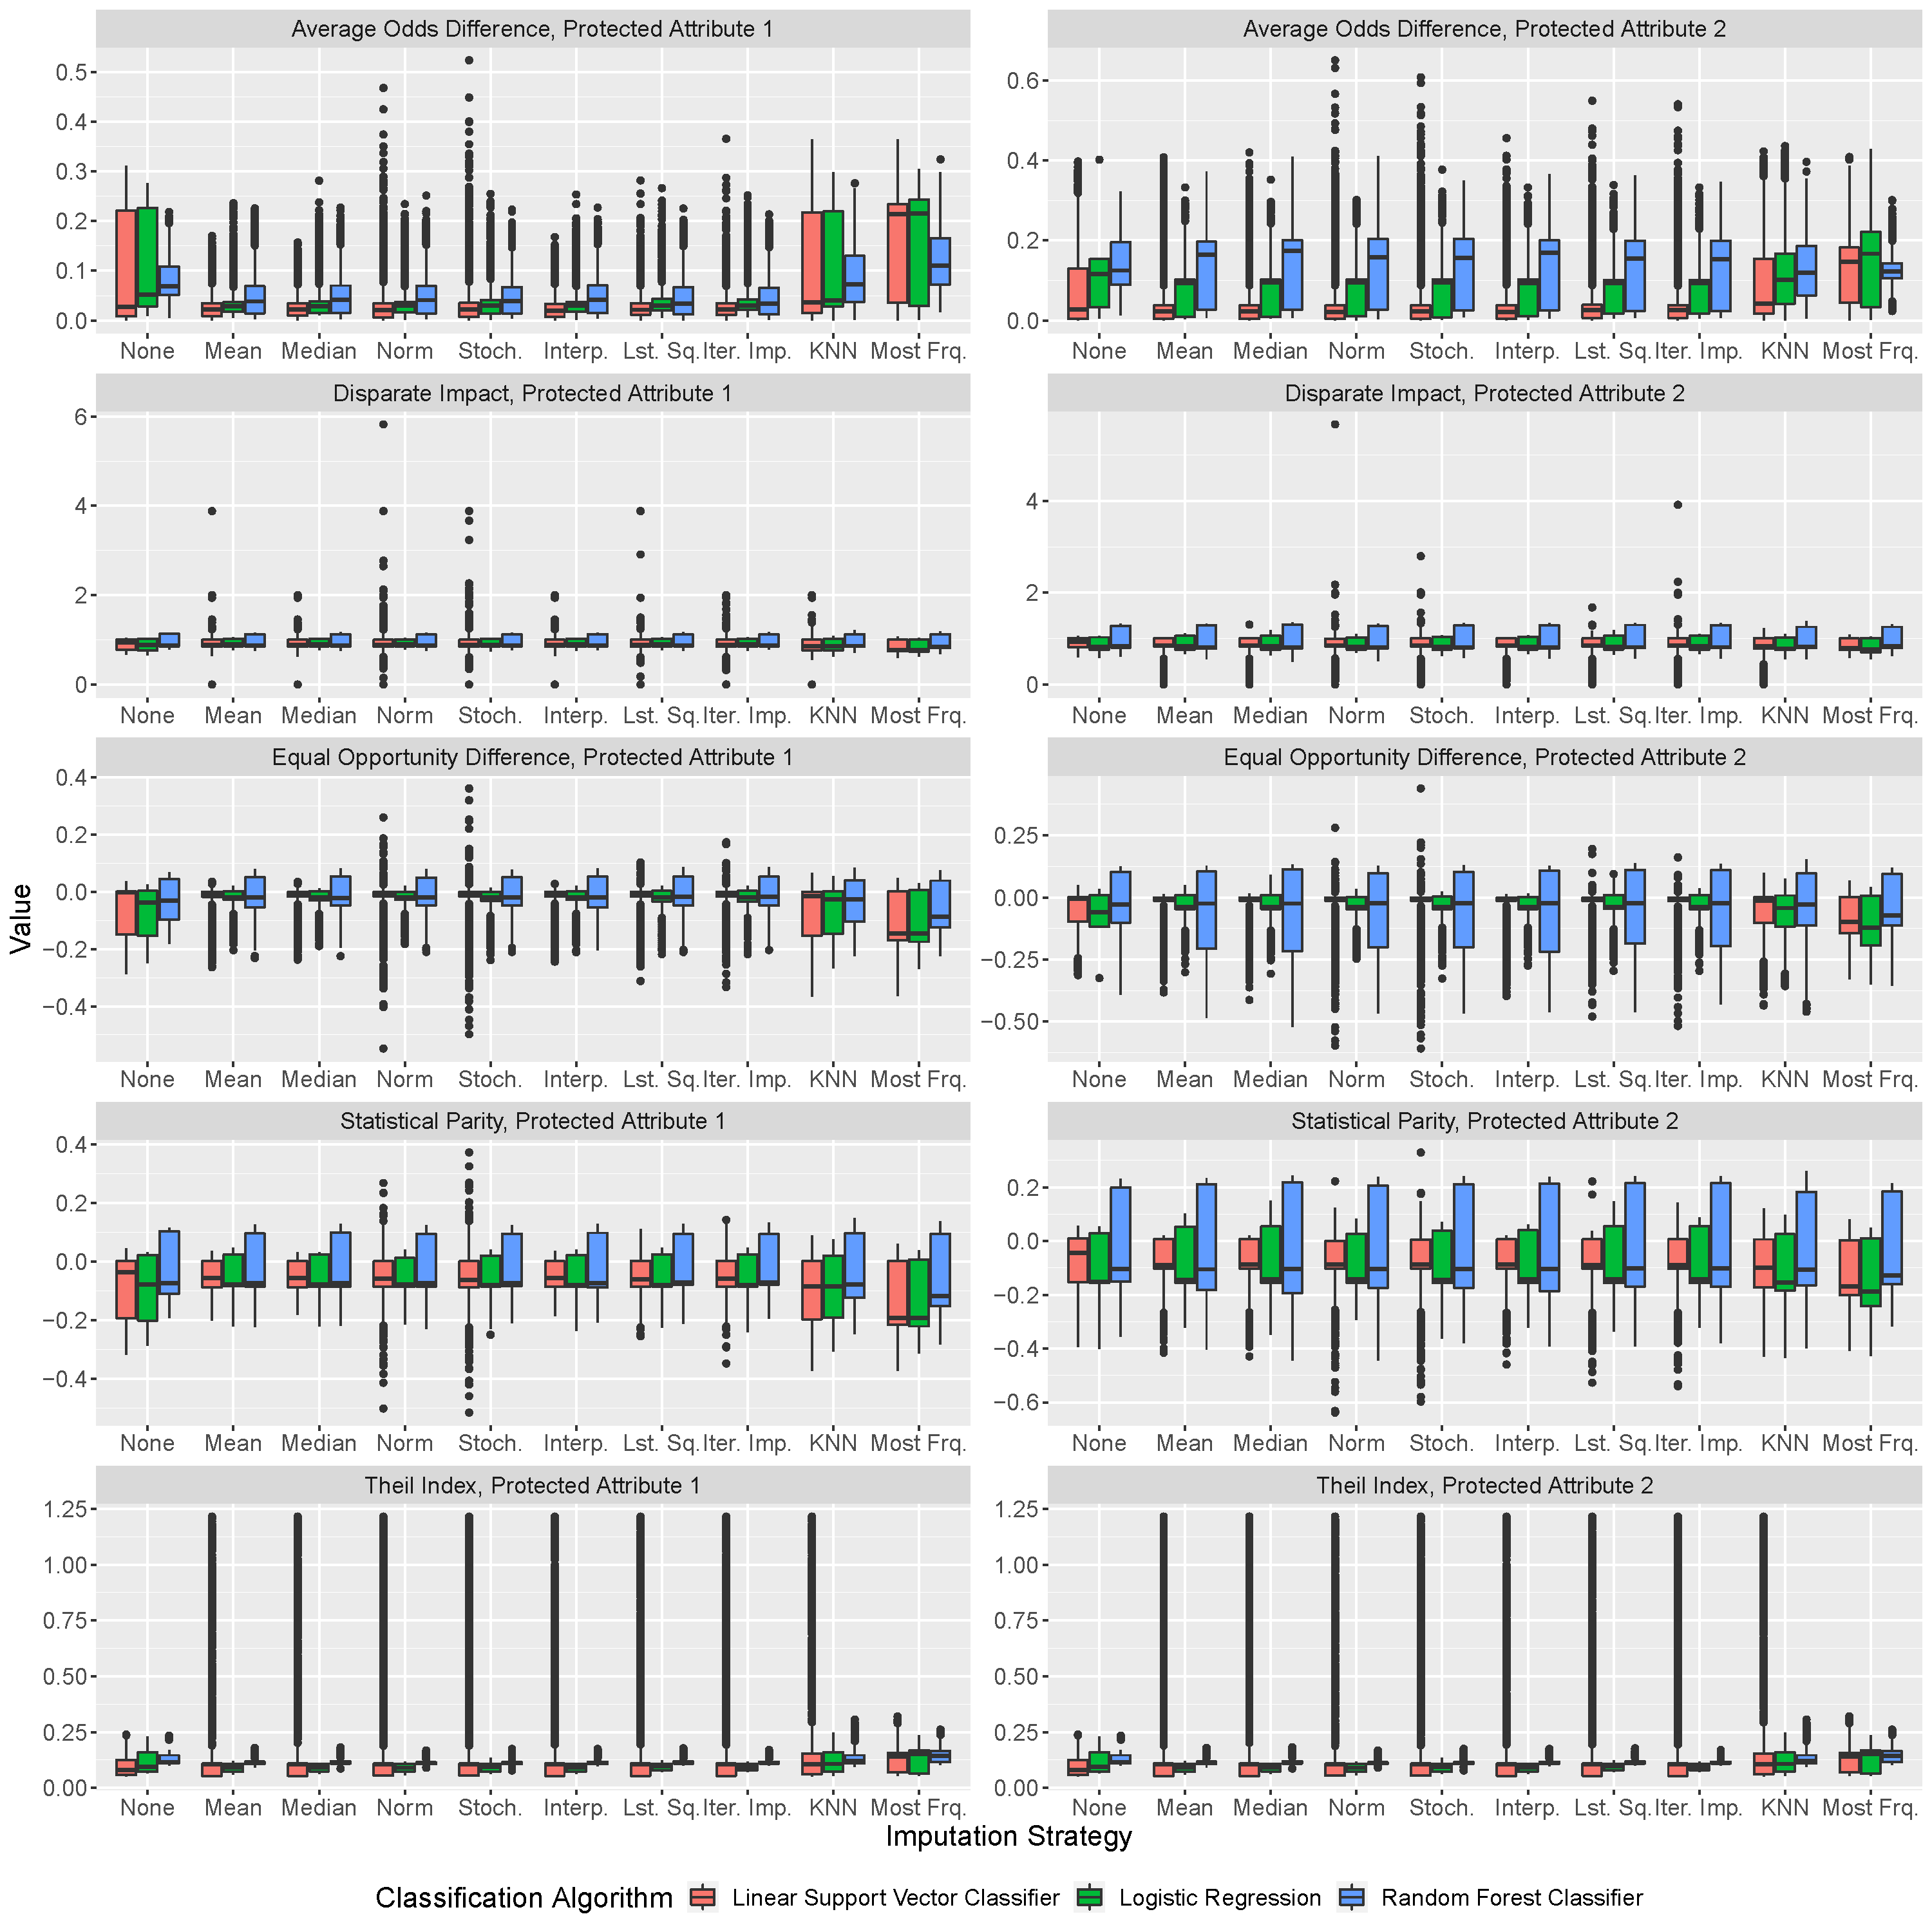 Average Odds Difference, Protected Attribute 1
0.5
0.4
0.3
0.2
0.1
0.0
None Mean Median Norm Stoch. Interp. Lst. Sq. Iter. Imp. KNN Most Frq.
Average Odds Difference, Protected Attribute 2
0.6
0.4
0.2
0.0
None Mean Median Norm Stoch. Interp. Lst. Sq. Iter. Imp. KNN Most Frq.
Disparate Impact, Protected Attribute 1
6
4
2
0
None Mean Median Norm Stoch. Interp. Lst. Sq. Iter. Imp. KNN Most Frq.
Disparate Impact, Protected Attribute 2
4
2
0
None Mean Median Norm Stoch. Interp. Lst. Sq. Iter. Imp. KNN Most Frq.
Value
Equal Opportunity Difference, Protected Attribute 1
0.4
0.2
0.0
−0.2
−0.4
None Mean Median Norm Stoch. Interp. Lst. Sq. Iter. Imp. KNN Most Frq.
Equal Opportunity Difference, Protected Attribute 2
0.25
0.00
−0.25
−0.50
None Mean Median Norm Stoch. Interp. Lst. Sq. Iter. Imp. KNN Most Frq.
Statistical Parity, Protected Attribute 1
0.4
0.2
0.0
−0.2
−0.4
None Mean Median Norm Stoch. Interp. Lst. Sq. Iter. Imp. KNN Most Frq.
Statistical Parity, Protected Attribute 2
0.2
0.0
−0.2
−0.4
−0.6
None Mean Median Norm Stoch. Interp. Lst. Sq. Iter. Imp. KNN Most Frq.
Theil Index, Protected Attribute 1
1.25
1.00
0.75
0.50
0.25
0.00
None Mean Median Norm Stoch. Interp. Lst. Sq. Iter. Imp. KNN Most Frq.
Theil Index, Protected Attribute 2
1.25
1.00
0.75
0.50
0.25
0.00
None Mean Median Norm Stoch. Interp. Lst. Sq. Iter. Imp. KNN Most Frq.
Imputation Strategy
Classification Algorithm Linear Support Vector Classifier Logistic Regression Random Forest Classifier